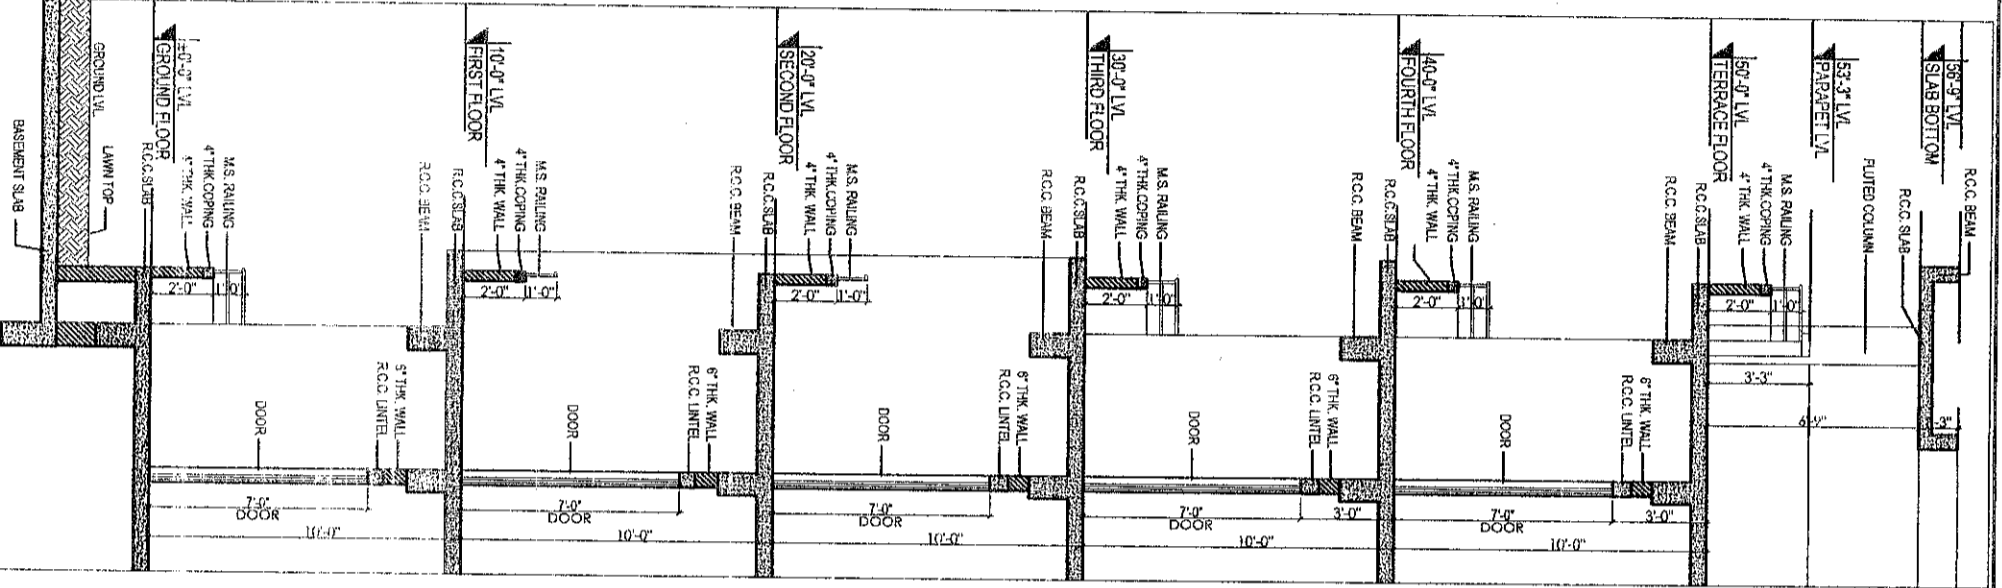 R.C.C. BEAM
56'-9" LVL
SLAB BOTTOM
R.C.C. SLAB
-3"
FLUTED COLUMN
53'-3" LVL
PARAPET LVL
6'-9"
3'-3"
50'-0" LVL
TERRACE FLOOR
M.S. RAILING
4" THK.COPING
4" THK. WALL
R.C.C.SLAB
R.C.C. BEAM
2'-0"
1'-0"
6" THK. WALL
R.C.C. LINTEL
DOOR
7'-0"
DOOR
3'-0"
10'-0"
40'-0" LVL
FOURTH FLOOR
M.S. RAILING
4" THK.COPING
4" THK. WALL
R.C.C.SLAB
R.C.C. BEAM
2'-0"
1'-0"
6" THK. WALL
R.C.C. LINTEL
DOOR
7'-0"
DOOR
3'-0"
10'-0"
30'-0" LVL
THIRD FLOOR
M.S. RAILING
4" THK.COPING
4" THK. WALL
R.C.C.SLAB
R.C.C. BEAM
2'-0"
1'-0"
6" THK. WALL
R.C.C. LINTEL
DOOR
7'-0"
DOOR
10'-0"
20'-0" LVL
SECOND FLOOR
M.S. RAILING
4" THK.COPING
4" THK. WALL
R.C.C.SLAB
R.C.C. BEAM
2'-0"
1'-0"
6" THK. WALL
R.C.C. LINTEL
DOOR
7'-0"
DOOR
10'-0"
10'-0" LVL
FIRST FLOOR
M.S. RAILING
4" THK.COPING
4" THK. WALL
R.C.C.SLAB
R.C.C. BEAM
2'-0"
1'-0"
6" THK. WALL
R.C.C. LINTEL
DOOR
7'-0"
DOOR
10'-0"
±0'-0" LVL
GROUND FLOOR
M.S. RAILING
4" THK.COPING
4" THK. WALL
R.C.C.SLAB
2'-0"
1'-0"
GROUND LVL
LAWN TOP
BASEMENT SLAB